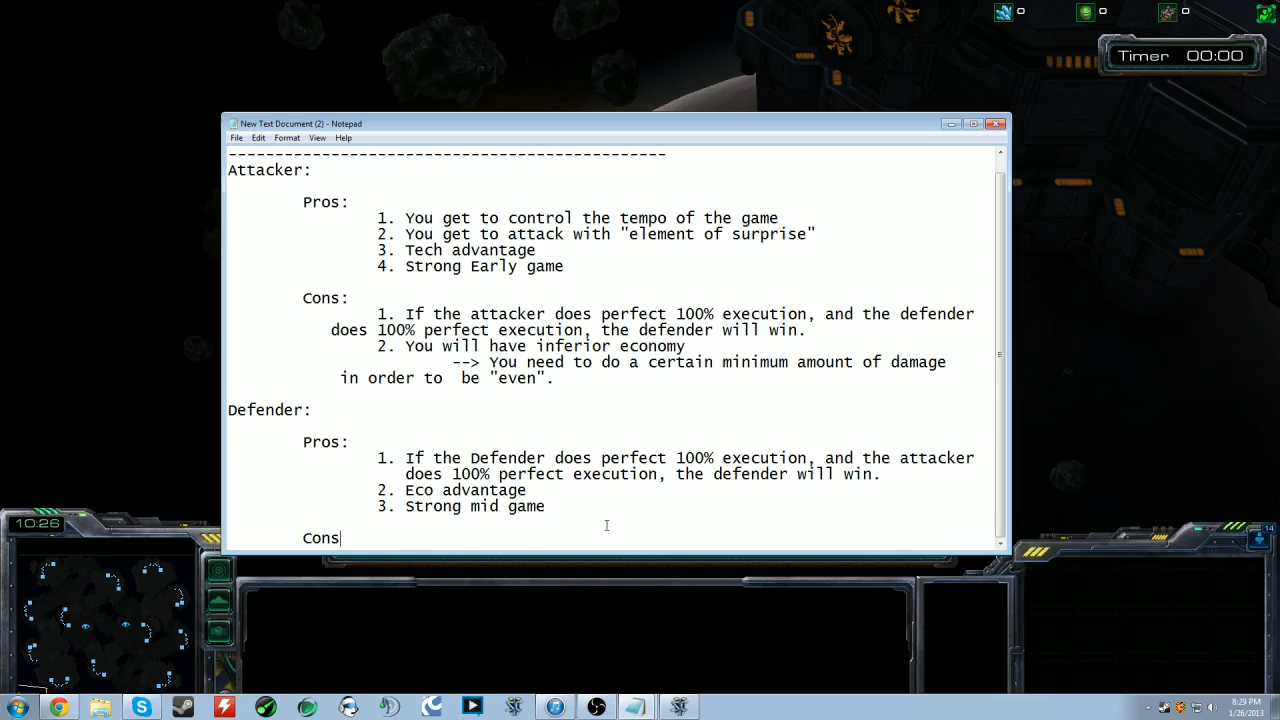 0 0 0
Timer 00:00
New Text Document (2) - Notepad
File Edit Format View Help
-----------------------------------------------
Attacker:
Pros:
1. You get to control the tempo of the game
2. You get to attack with "element of surprise"
3. Tech advantage
4. Strong Early game
Cons:
1. If the attacker does perfect 100% execution, and the defender
does 100% perfect execution, the defender will win.
2. You will have inferior economy
--> You need to do a certain minimum amount of damage
in order to be "even".
Defender:
Pros:
1. If the Defender does perfect 100% execution, and the attacker
does 100% perfect execution, the defender will win.
2. Eco advantage
3. Strong mid game
Cons
10:26
14
8:29 PM
1/26/2013